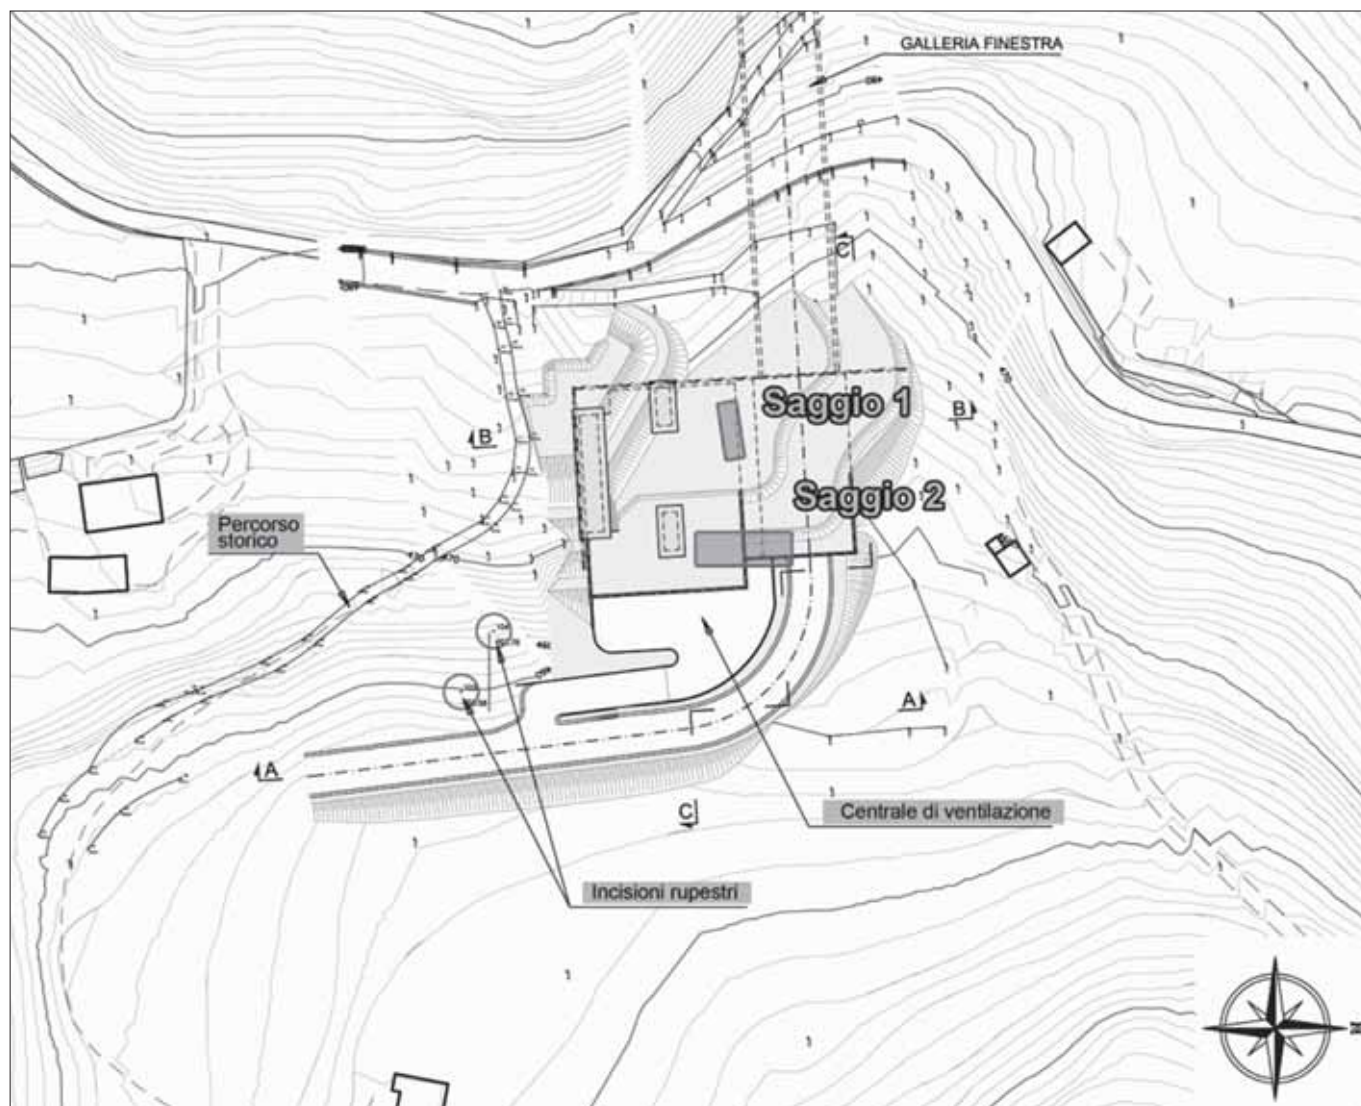 GALLERIA FINESTRA
C
Saggio 1
B
B
Saggio 2
Percorso
storico
A
A
C
Centrale di ventilazione
Incisioni rupestri
N